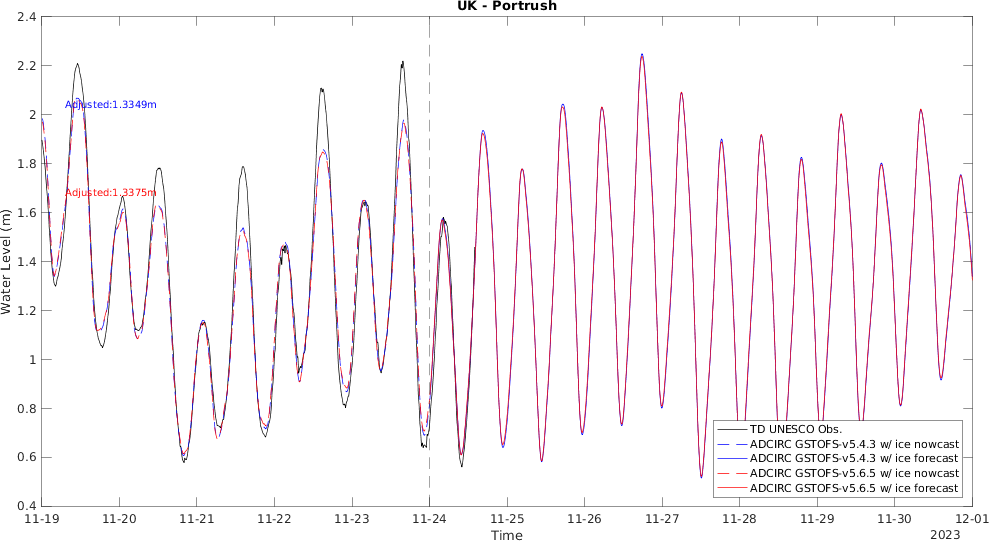 UK - Portrush
2.4
2.2
2
1.8
1.6
1.4
1.2
1
0.8
0.6
0.4
Water Level (m)
Adjusted:1.3349m
Adjusted:1.3375m
TD UNESCO Obs.
ADCIRC GSTOFS-v5.4.3 w/ ice nowcast
ADCIRC GSTOFS-v5.4.3 w/ ice forecast
ADCIRC GSTOFS-v5.6.5 w/ ice nowcast
ADCIRC GSTOFS-v5.6.5 w/ ice forecast
11-19 11-20 11-21 11-22 11-23 11-24 11-25 11-26 11-27 11-28 11-29 11-30 12-01
Time
2023